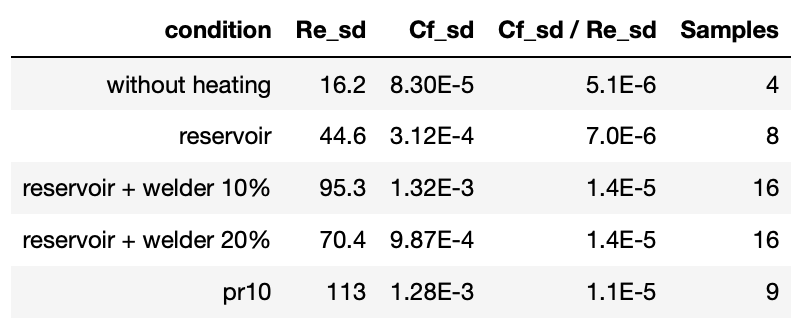 condition Re_sd Cf_sd Cf_sd / Re_sd Samples
without heating 16.2 8.30E-5 5.1E-6 4
reservoir 44.6 3.12E-4 7.0E-6 8
reservoir + welder 10% 95.3 1.32E-3 1.4E-5 16
reservoir + welder 20% 70.4 9.87E-4 1.4E-5 16
pr10 113 1.28E-3 1.1E-5 9